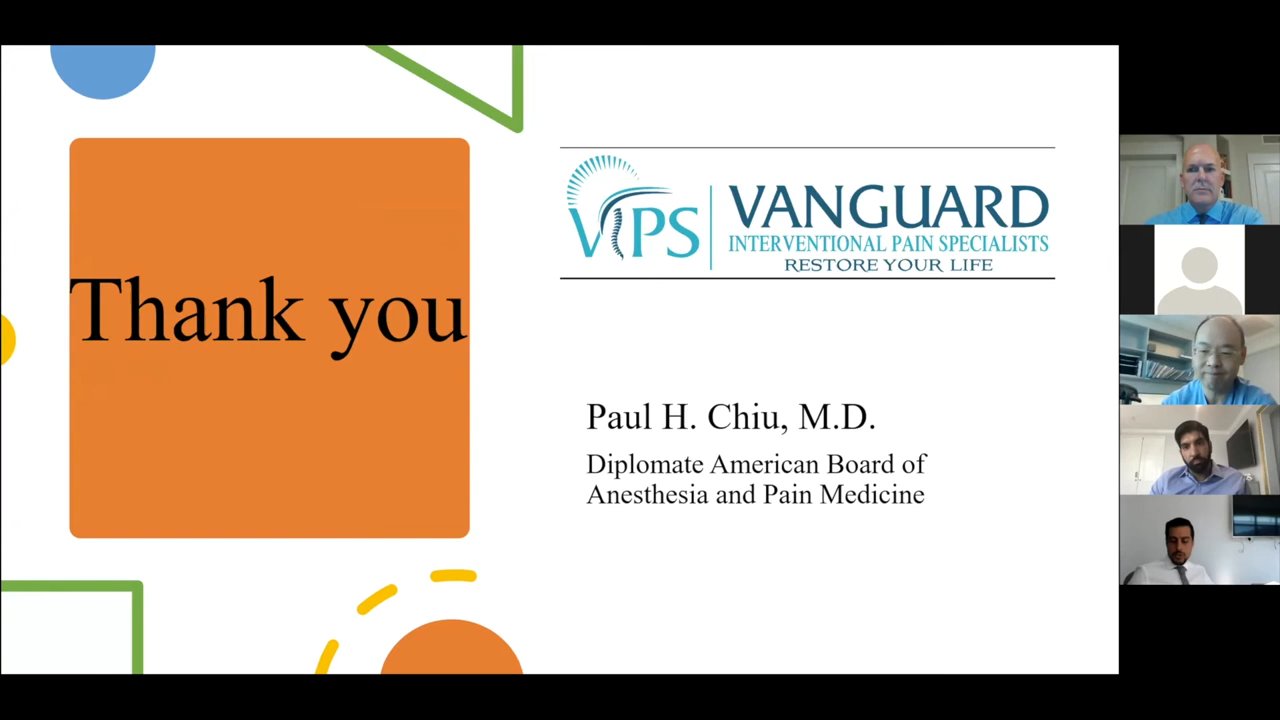 Thank you
VIPS
VANGUARD
INTERVENTIONAL PAIN SPECIALISTS
RESTORE YOUR LIFE
Paul H. Chiu, M.D.
Diplomate American Board of
Anesthesia and Pain Medicine